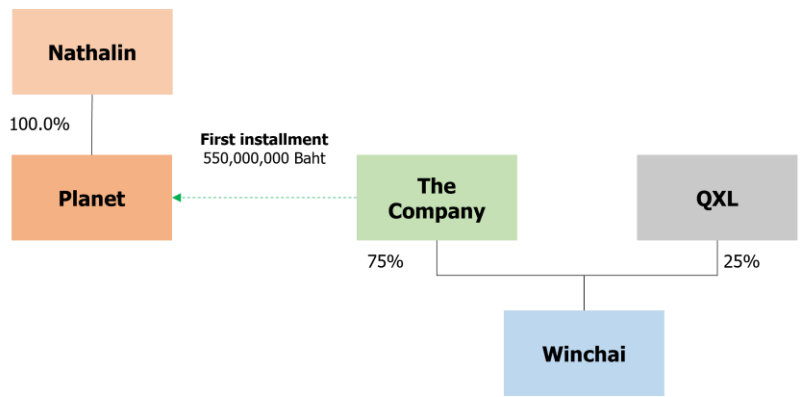 Nathalin
100.0%
First installment
550,000,000 Baht
Planet
The
Company
QXL
75%
25%
Winchai